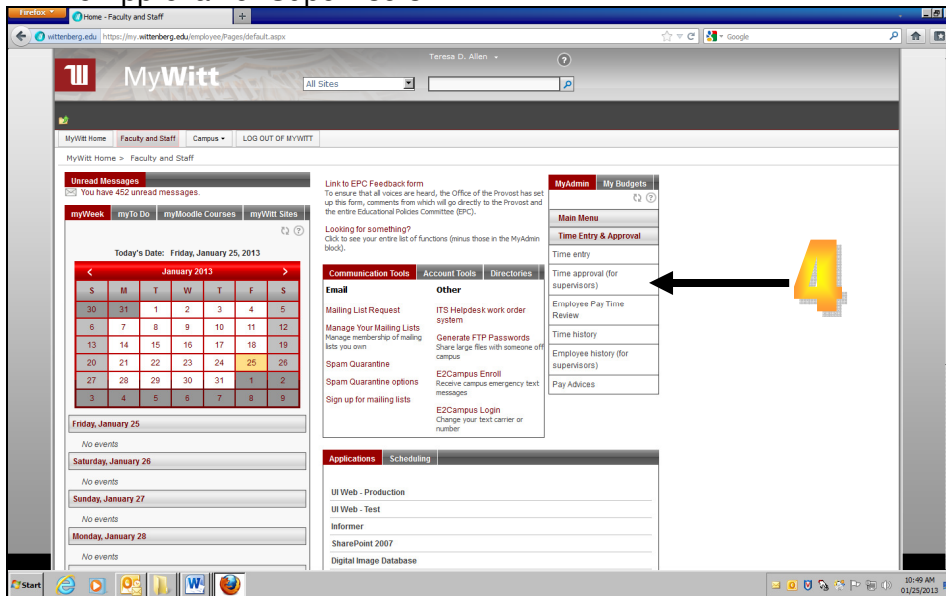 Firefox
Home - Faculty and Staff
+
wittenberg.edu https://my.wittenberg.edu/employee/Pages/default.aspx
Google
MyWitt
Teresa D. Allen
?
All Sites
MyWitt Home Faculty and Staff Campus LOG OUT OF MYWITT
MyWitt Home > Faculty and Staff
Unread Messages
You have 452 unread messages.
myWeek myTo Do myMoodle Courses myWitt Sites
Today's Date: Friday, January 25, 2013
< January 2013 >
S M T W T F S
30 31 1 2 3 4 5
6 7 8 9 10 11 12
13 14 15 16 17 18 19
20 21 22 23 24 25 26
27 28 29 30 31 1 2
3 4 5 6 7 8 9
Friday, January 25
No events
Saturday, January 26
No events
Sunday, January 27
No events
Monday, January 28
No events
Link to EPC Feedback form
To ensure that all voices are heard, the Office of the Provost has set
up this form, comments from which will go directly to the Provost and
the entire Educational Policies Committee (EPC).
Looking for something?
Click to see your entire list of functions (minus those in the MyAdmin
block).
Communication Tools Account Tools Directories
Email
Mailing List Request
Manage Your Mailing Lists
Manage membership of mailing
lists you own
Spam Quarantine
Spam Quarantine options
Sign up for mailing lists
Other
ITS Helpdesk work order
system
Generate FTP Passwords
Share large files with someone off
campus
E2Campus Enroll
Receive campus emergency text
messages
E2Campus Login
Change your text carrier or
number
Applications Scheduling
UI Web - Production
UI Web - Test
Informer
SharePoint 2007
Digital Image Database
MyAdmin My Budgets
Main Menu
Time Entry & Approval
Time entry
Time approval (for
supervisors)
Employee Pay Time
Review
Time history
Employee history (for
supervisors)
Pay Advices
4
Start
10:49 AM
01/25/2013